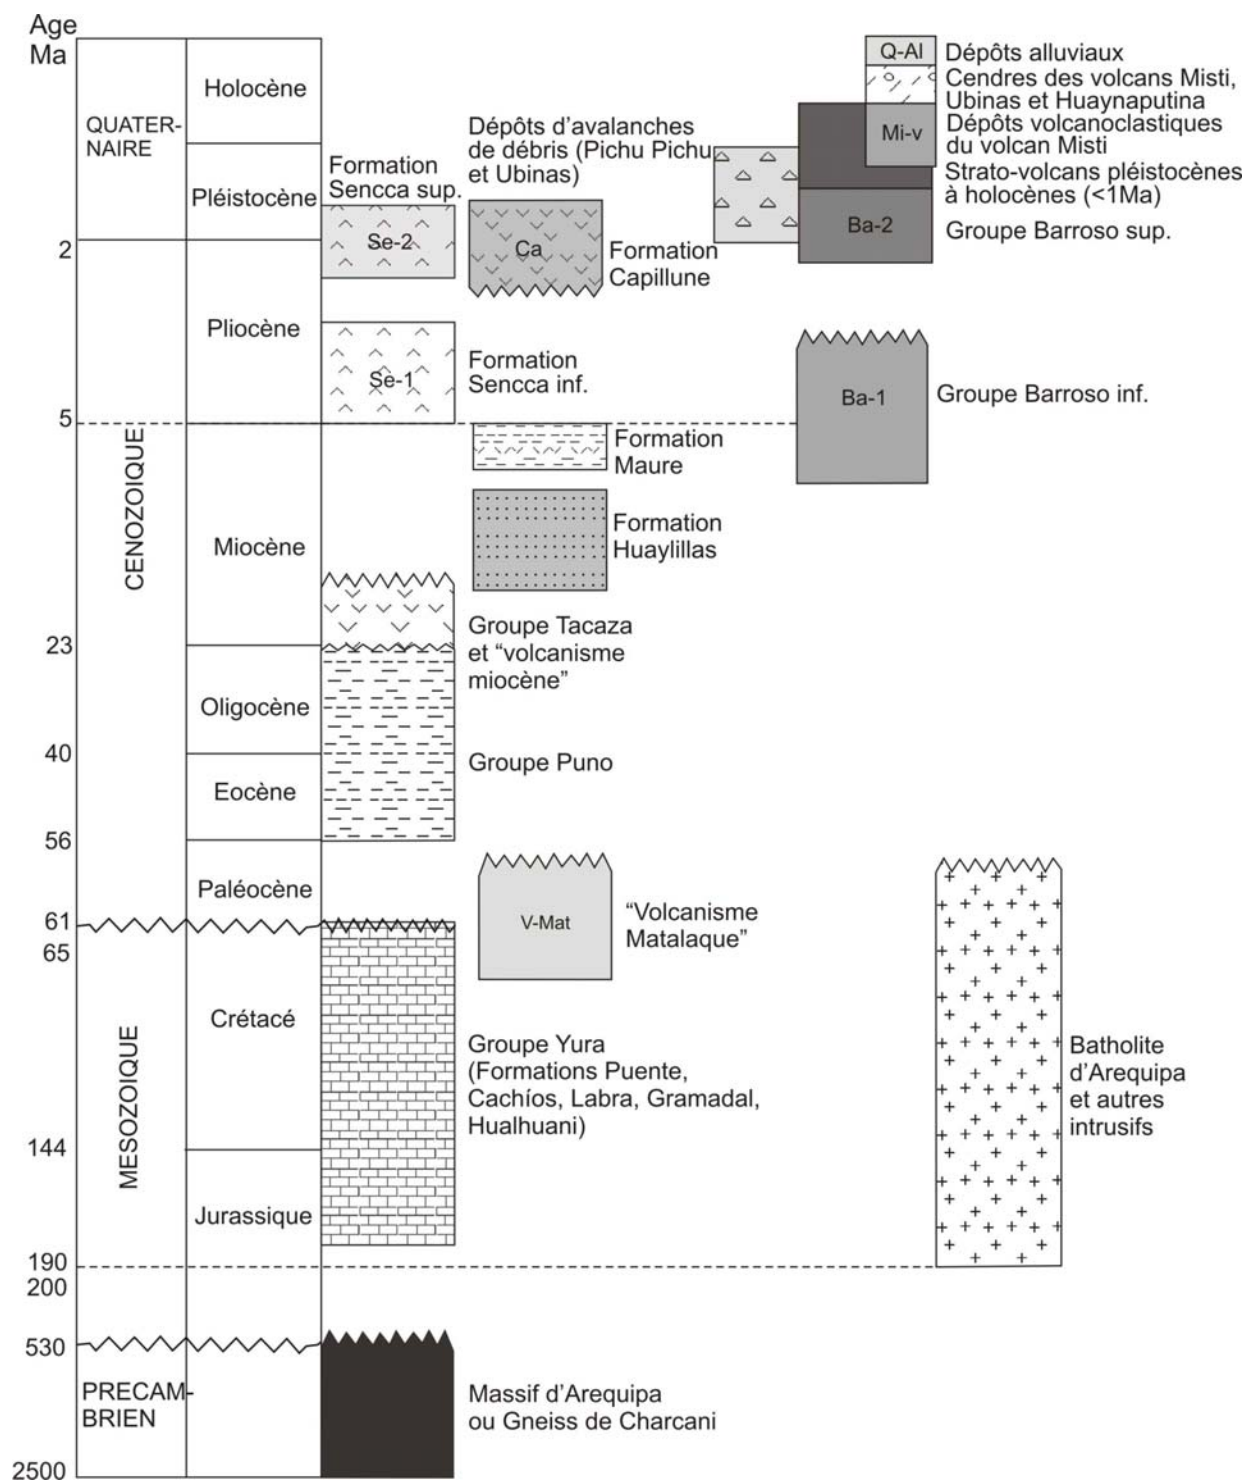 Age
Ma
QUATER-
NAIRE
Holocène
Pléistocène
2
Pliocène
5
CENOZOIQUE
Miocène
23
Oligocène
40
Eocène
56
Paléocène
61
65
MESOZOIQUE
Crétacé
144
Jurassique
190
200
530
PRECAM-
BRIEN
2500
Formation
Sencca sup.
Se-2
Se-1
Formation
Sencca inf.
Dépôts d’avalanches
de débris (Pichu Pichu
et Ubinas)
Ca
Formation
Capillune
Formation
Maure
Formation
Huaylillas
Groupe Tacaza
et “volcanisme
miocène”
Groupe Puno
V-Mat
“Volcanisme
Matalaque”
Groupe Yura
(Formations Puente,
Cachíos, Labra, Gramadal,
Hualhuani)
Massif d’Arequipa
ou Gneiss de Charcani
Q-Al
Dépôts alluviaux
Cendres des volcans Misti,
Ubinas et Huaynaputina
Mi-v
Dépôts volcanoclastiques
du volcan Misti
Strato-volcans pléistocènes
à holocènes (<1Ma)
Ba-2
Groupe Barroso sup.
Ba-1
Groupe Barroso inf.
Batholite
d’Arequipa
et autres
intrusifs